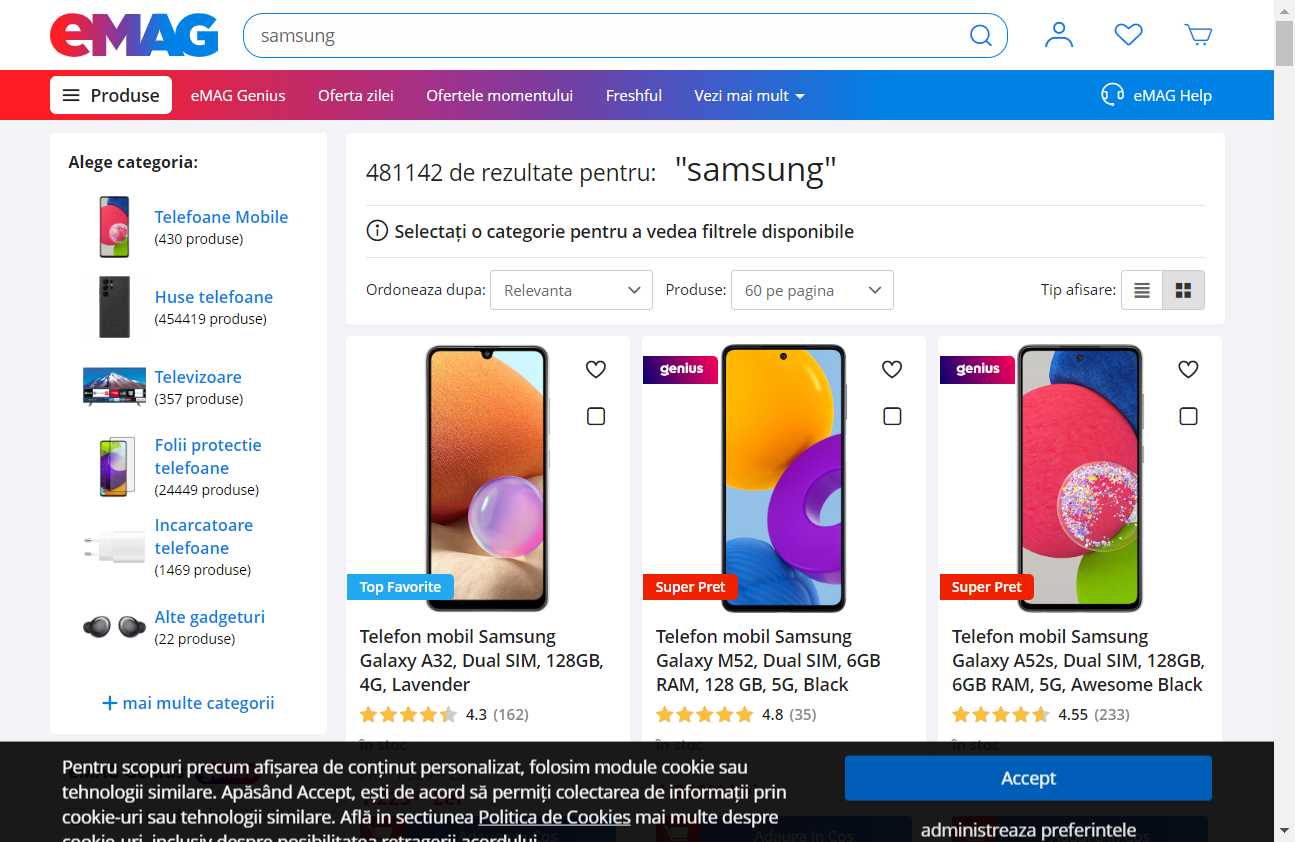 eMAG
samsung
Produse
eMAG Genius
Oferta zilei
Ofertele momentului
Freshful
Vezi mai mult
eMAG Help
Alege categoria:
Telefoane Mobile
(430 produse)
Huse telefoane
(454419 produse)
Televizoare
(357 produse)
Folii protectie
telefoane
(24449 produse)
Incarcatoare
telefoane
(1469 produse)
Alte gadgeturi
(22 produse)
+ mai multe categorii
481142 de rezultate pentru: "samsung"
Selectați o categorie pentru a vedea filtrele disponibile
Ordoneaza dupa: Relevanta
Produse: 60 pe pagina
Tip afisare:
Top Favorite
Telefon mobil Samsung
Galaxy A32, Dual SIM, 128GB,
4G, Lavender
4.3 (162)
în stoc
genius
Super Pret
Telefon mobil Samsung
Galaxy M52, Dual SIM, 6GB
RAM, 128 GB, 5G, Black
4.8 (35)
în stoc
genius
Super Pret
Telefon mobil Samsung
Galaxy A52s, Dual SIM, 128GB,
6GB RAM, 5G, Awesome Black
4.55 (233)
în stoc
Pentru scopuri precum afișarea de conținut personalizat, folosim module cookie sau
tehnologii similare. Apăsând Accept, ești de acord să permiți colectarea de informații prin
cookie-uri sau tehnologii similare. Află in sectiunea Politica de Cookies mai multe despre
cookie-uri, inclusiv despre posibilitatea retragerii acordului.
Accept
administreaza preferintele